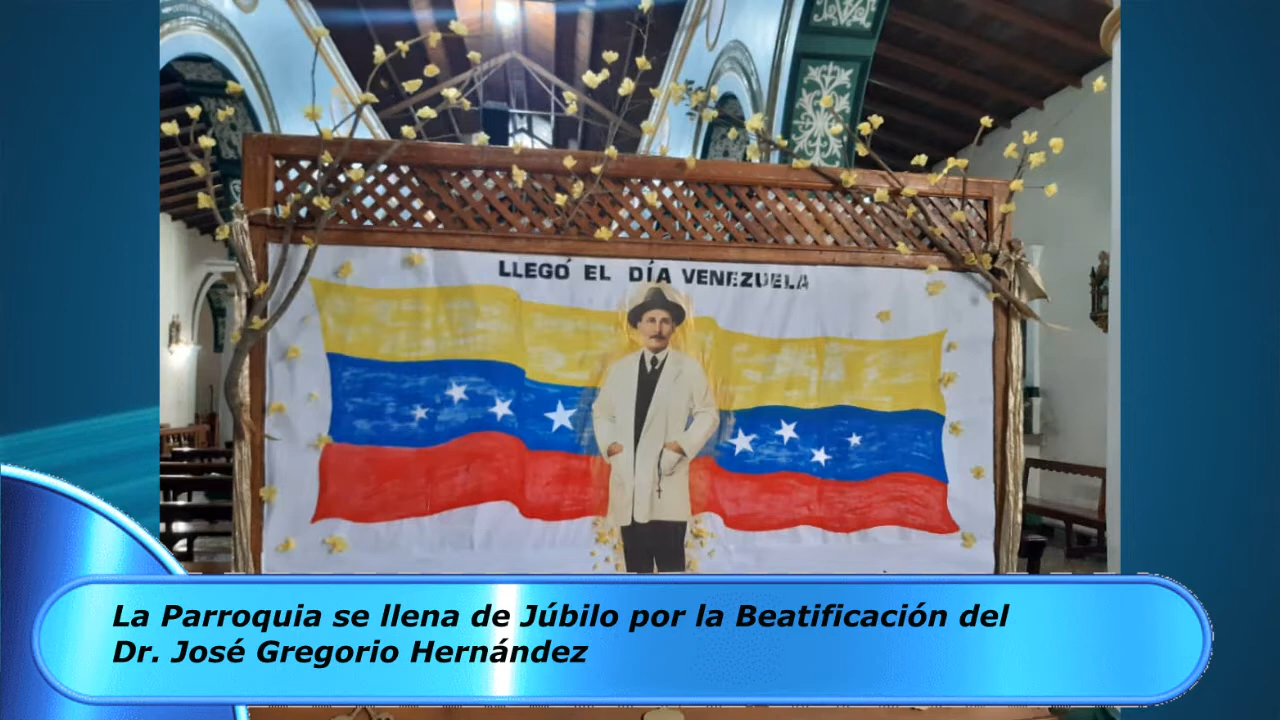 LLEGÓ EL DÍA VENEZUELA
La Parroquia se llena de Júbilo por la Beatificación del
Dr. José Gregorio Hernández